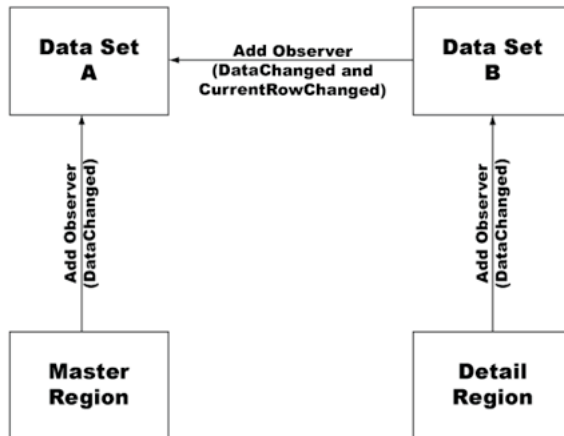 Data Set
A
Add Observer
(DataChanged and
CurrentRowChanged)
Data Set
B
Add Observer
(DataChanged)
Add Observer
(DataChanged)
Master
Region
Detail
Region